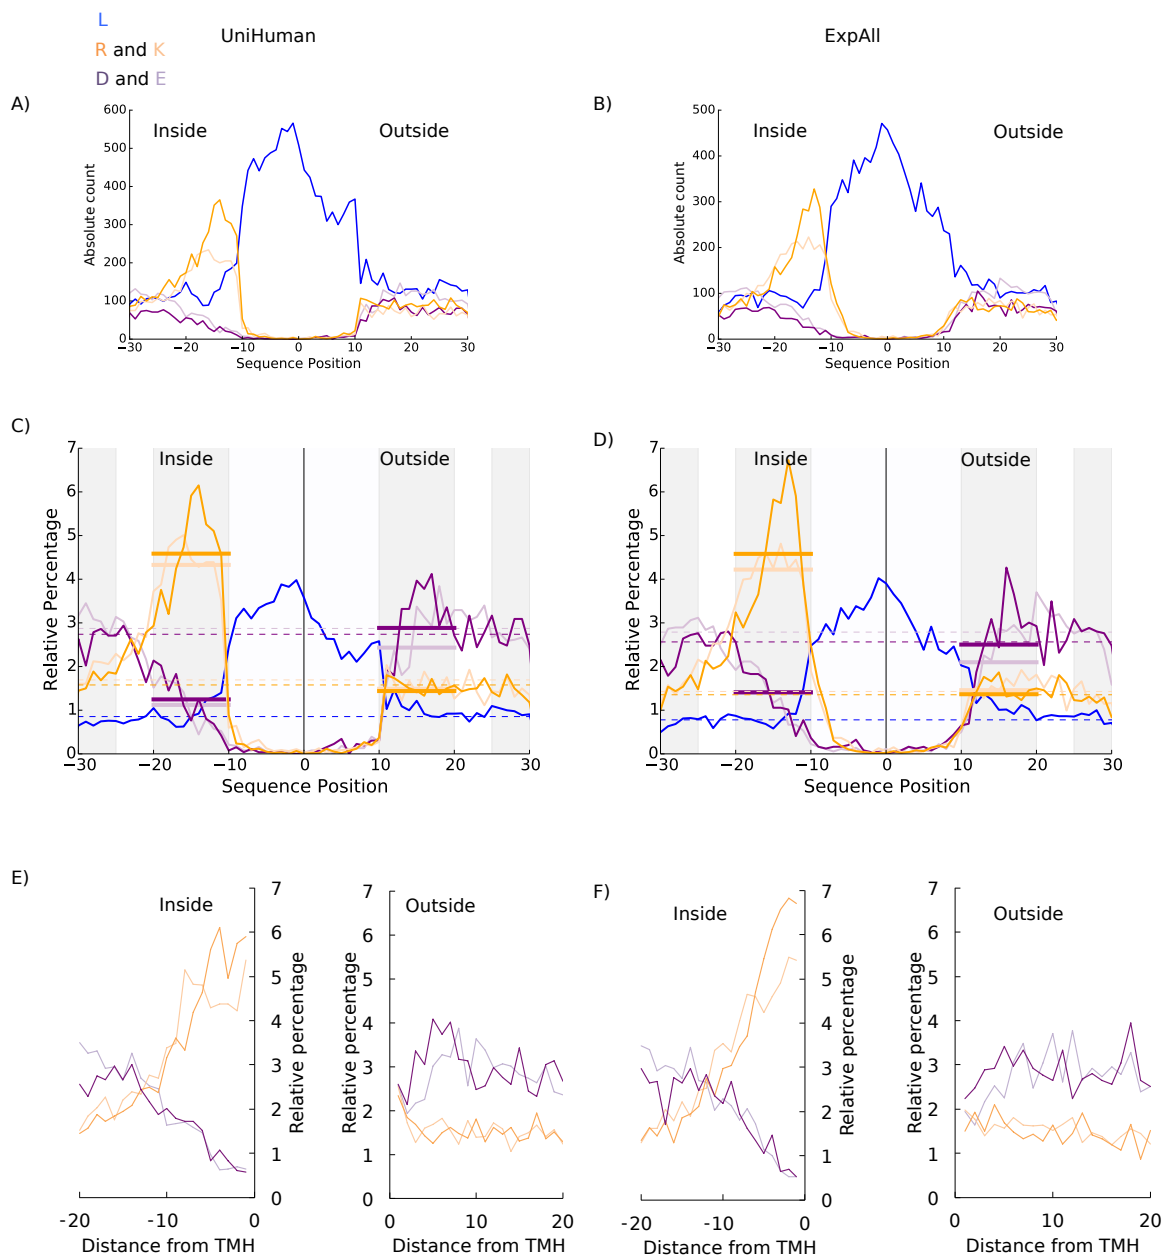 L
R and K
D and E
UniHuman
ExpAll
A)
600
500
400
300
200
100
0
Absolute count
Inside
Outside
−30
−20
−10
0
10
20
30
Sequence Position
B)
500
400
300
200
100
0
Absolute count
Inside
Outside
−30
−20
−10
0
10
20
30
Sequence Position
C)
7
6
5
4
3
2
1
0
Relative Percentage
Inside
Outside
−30
−20
−10
0
10
20
30
Sequence Position
D)
7
6
5
4
3
2
1
0
Relative Percentage
Inside
Outside
−30
−20
−10
0
10
20
30
Sequence Position
E)
Inside
7
6
5
4
3
2
1
0
Relative percentage
-20
-10
0
Distance from TMH
Outside
7
6
5
4
3
2
1
0
Relative percentage
0
10
20
Distance from TMH
F)
Inside
7
6
5
4
3
2
1
0
Relative percentage
-20
-10
0
Distance from TMH
Outside
7
6
5
4
3
2
1
0
Relative percentage
0
10
20
Distance from TMH